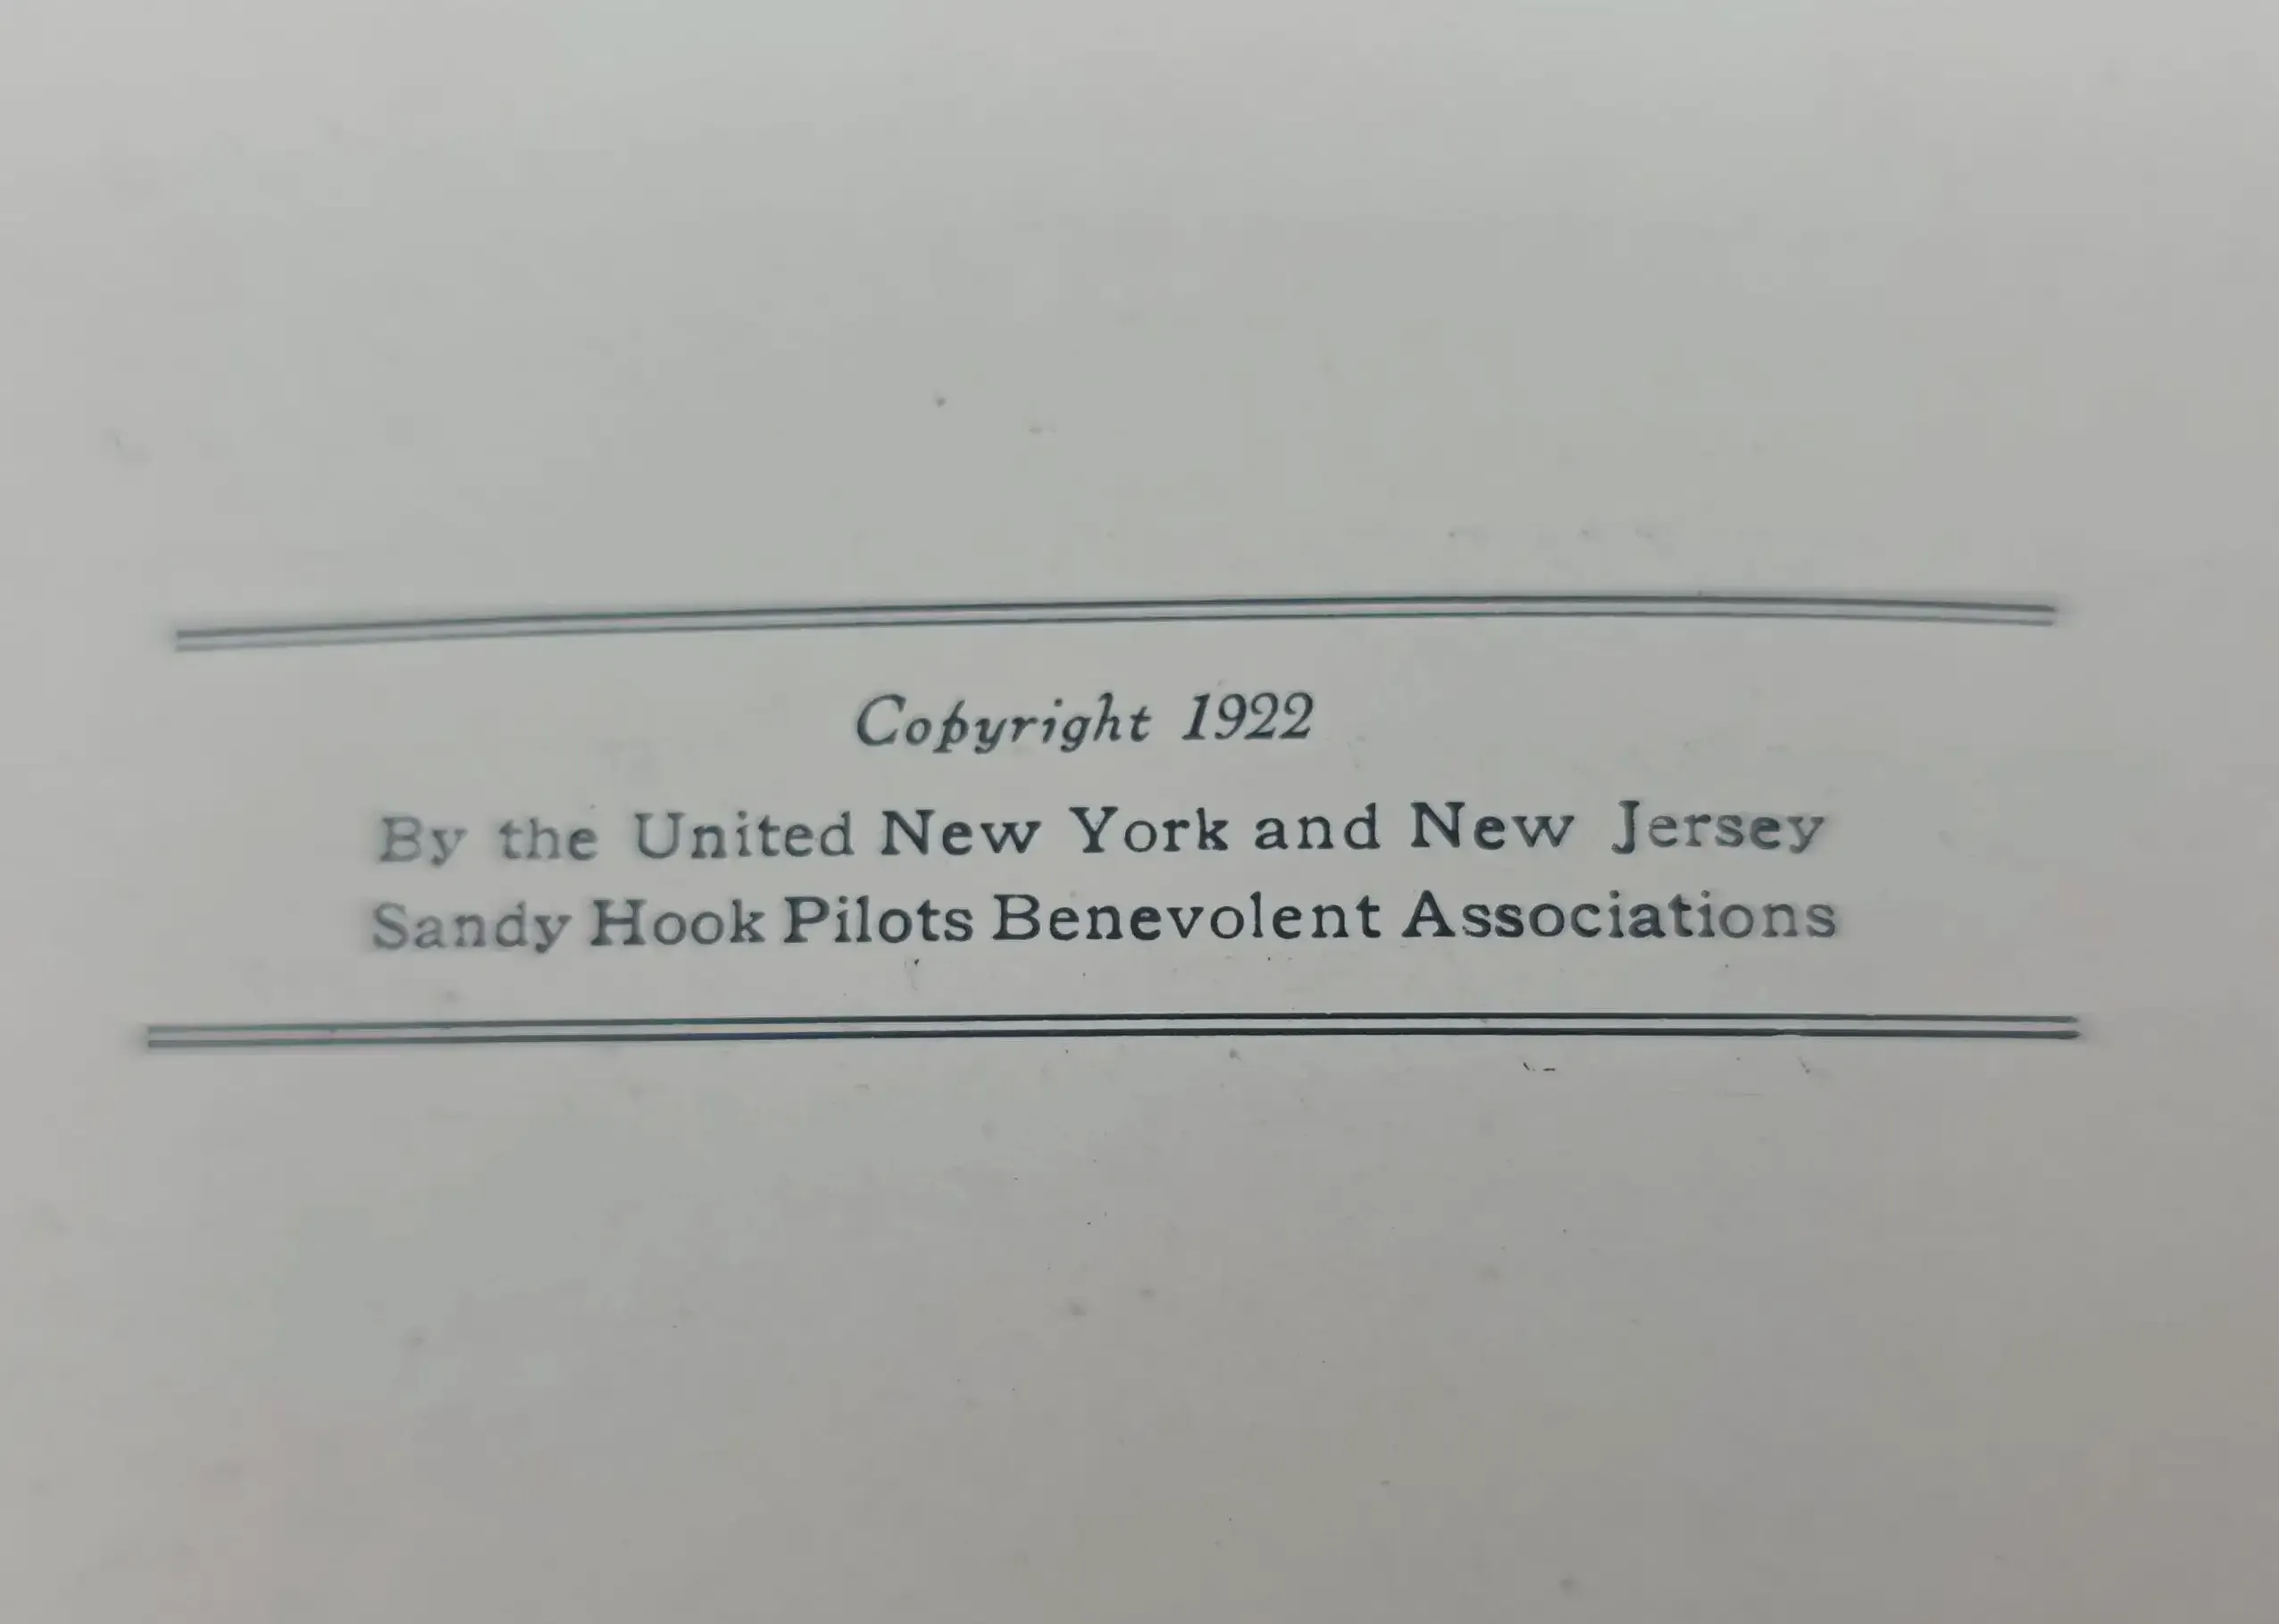 Copyright 1922
By the United New York and New Jersey
Sandy Hook Pilots Benevolent Associations